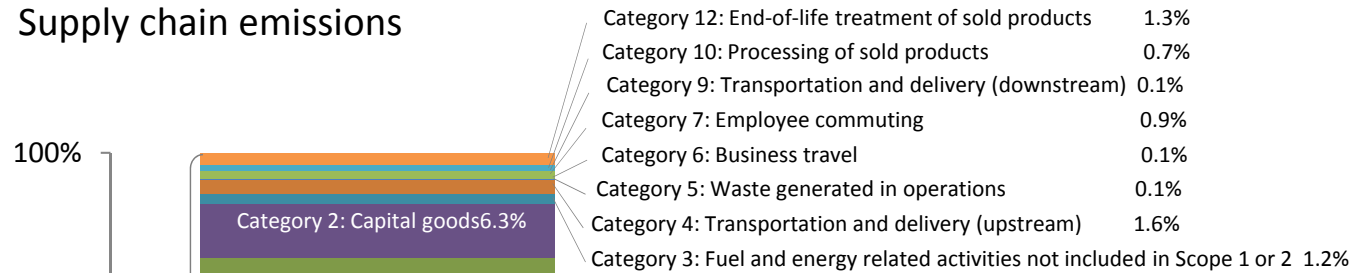 Supply chain emissions
Category 12: End-of-life treatment of sold products 1.3%
Category 10: Processing of sold products 0.7%
Category 9: Transportation and delivery (downstream) 0.1%
Category 7: Employee commuting 0.9%
100%
Category 6: Business travel 0.1%
Category 5: Waste generated in operations 0.1%
Category 2: Capital goods6.3%
Category 4: Transportation and delivery (upstream) 1.6%
Category 3: Fuel and energy related activities not included in Scope 1 or 2 1.2%